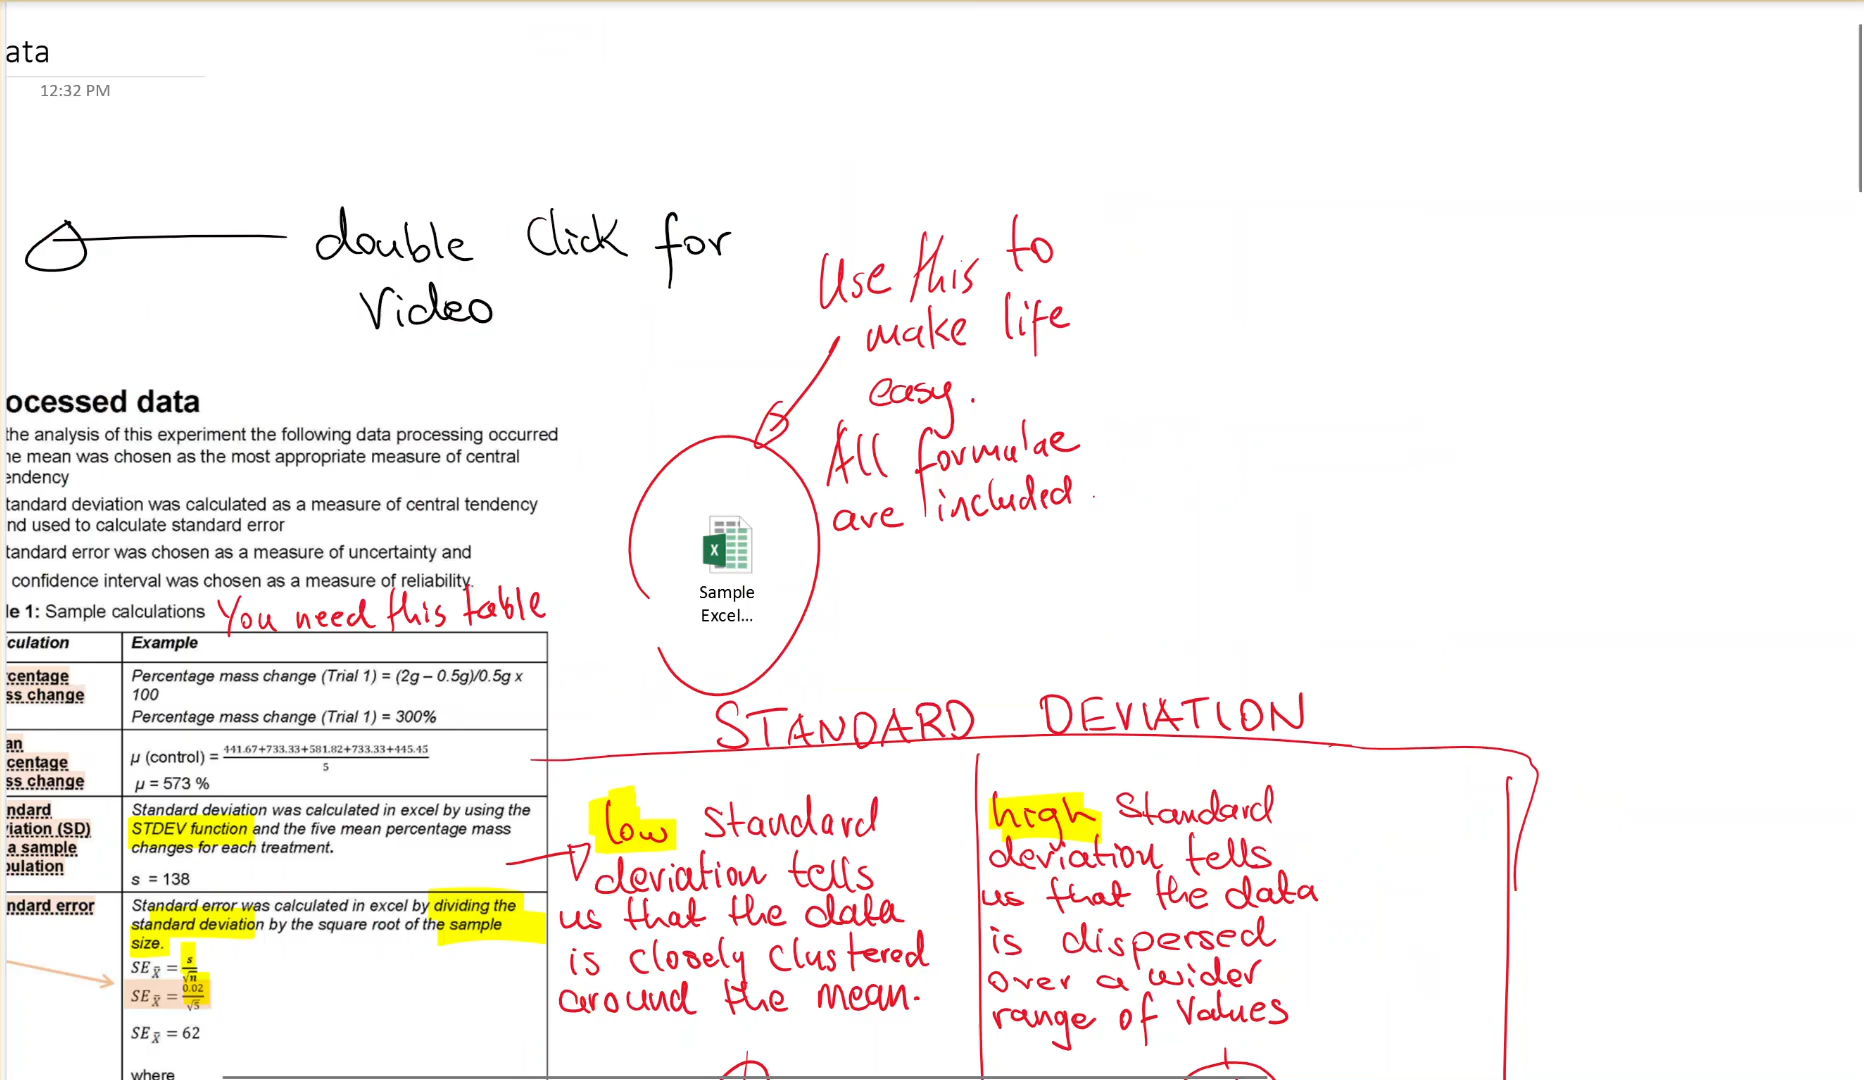 ata
12:32 PM
double Click for
Video
Use this to
make life
easy.
All formulae
are included.
Sample
Excel...
ocessed data
the analysis of this experiment the following data processing occurred
ne mean was chosen as the most appropriate measure of central
endency
tandard deviation was calculated as a measure of central tendency
nd used to calculate standard error
tandard error was chosen as a measure of uncertainty and
confidence interval was chosen as a measure of reliability.
le 1: Sample calculations
You need this table
culation Example
rcentage
ss change
Percentage mass change (Trial 1) = (2g – 0.5g)/0.5g x
100
Percentage mass change (Trial 1) = 300%
an
centage
ss change
μ (control) = 441.67+733.33+581.82+733.33+445.45
5
μ = 573 %
ndard
viation (SD)
a sample
pulation
Standard deviation was calculated in excel by using the
STDEV function and the five mean percentage mass
changes for each treatment.
s = 138
ndard error
Standard error was calculated in excel by dividing the
standard deviation by the square root of the sample
size.
SE x̄ = s/√n
SE x̄ = 0.02/√5
SE x̄ = 62
where
STANDARD DEVIATION
low Standard
deviation tells
us that the data
is closely clustered
around the mean.
high Standard
deviation tells
us that the data
is dispersed
over a wider
range of Values